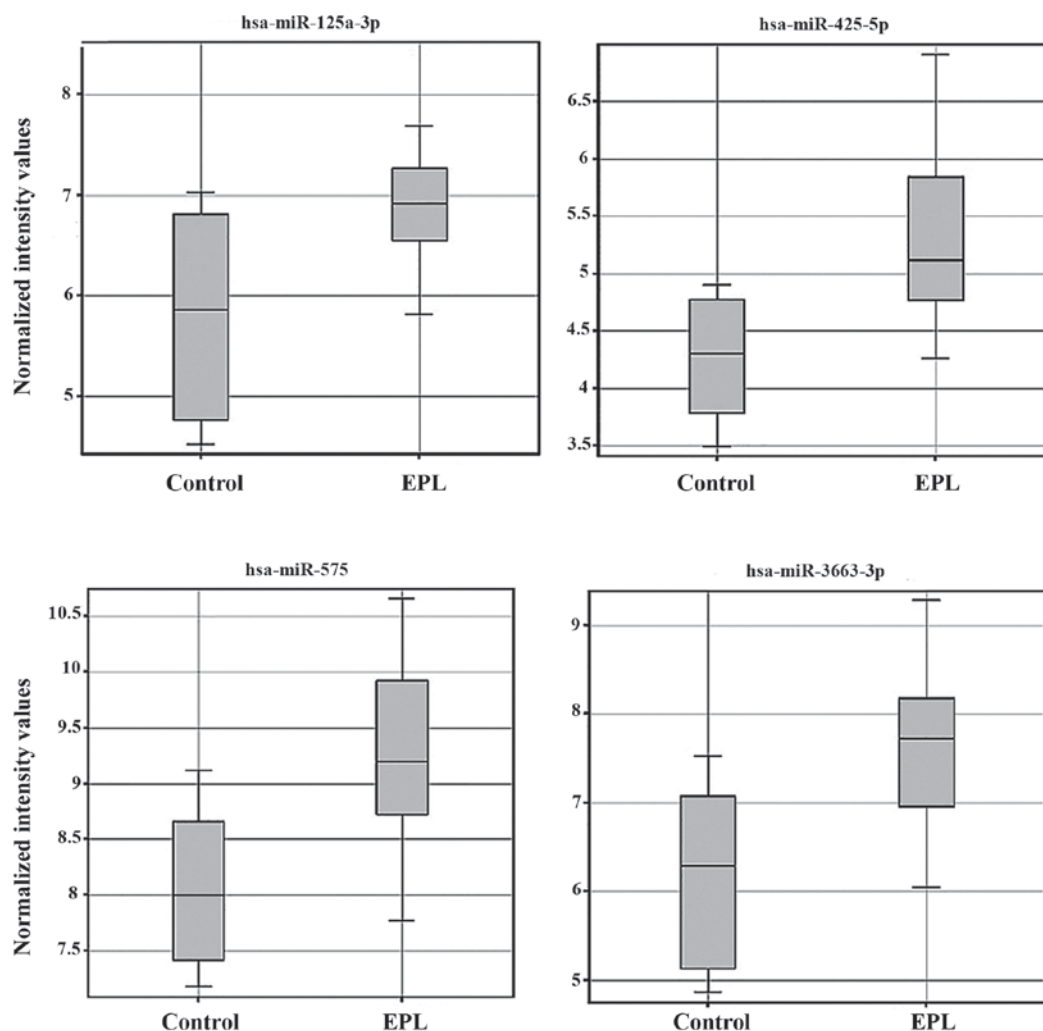 hsa-miR-125a-3p
Normalized intensity values
8
7
6
5
Control EPL
hsa-miR-425-5p
6.5
6
5.5
5
4.5
4
3.5
Control EPL
hsa-miR-575
Normalized intensity values
10.5
10
9.5
9
8.5
8
7.5
Control EPL
hsa-miR-3663-3p
9
8
7
6
5
Control EPL